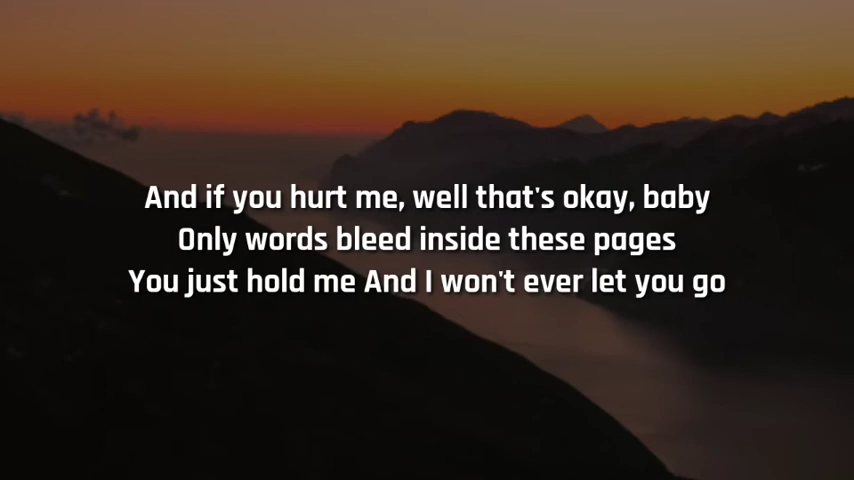 And if you hurt me, well that's okay, baby
Only words bleed inside these pages
You just hold me And I won't ever let you go